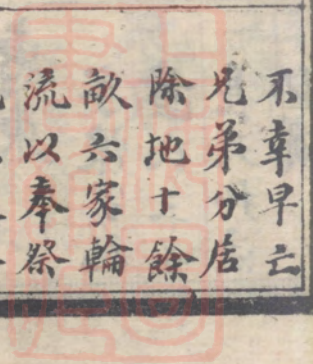 不幸早亡
兄弟分居
除地十餘
畝六家輪
流以奉祭